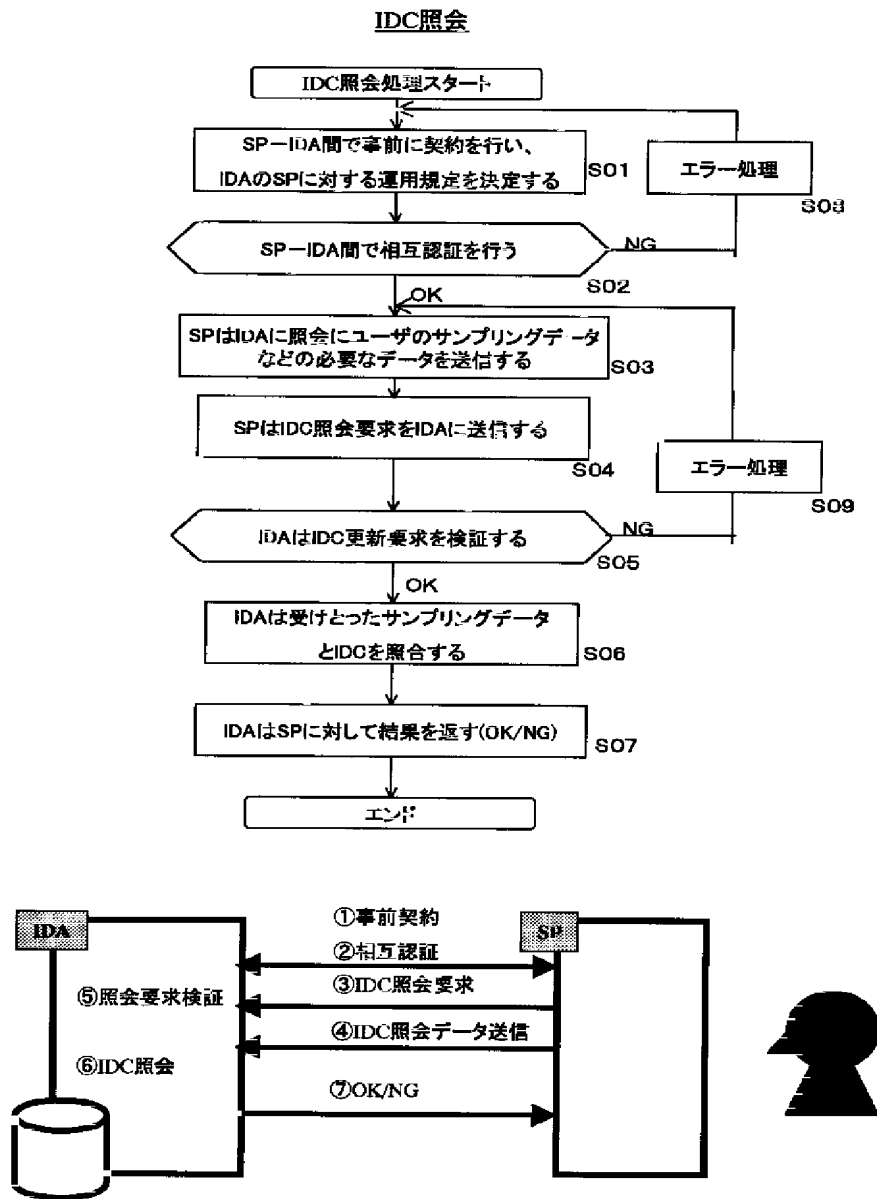 IDC照会
IDC照会処理スタート
SP－IDA間で事前に契約を行い、
IDAのSPに対する運用規定を決定する
S01
エラー処理
S08
SP－IDA間で相互認証を行う
NG
S02
OK
SPはIDAに照会にユーザのサンプリングデータ
などの必要なデータを送信する
S03
SPはIDC照会要求をIDAに送信する
S04
エラー処理
S09
IDAはIDC更新要求を検証する
NG
S05
OK
IDAは受けとったサンプリングデータ
とIDCを照合する
S06
IDAはSPに対して結果を返す(OK/NG)
S07
エンド
IDA
SP
①事前契約
②相互認証
③IDC照会要求
⑤照会要求検証
④IDC照会データ送信
⑥IDC照会
⑦OK/NG